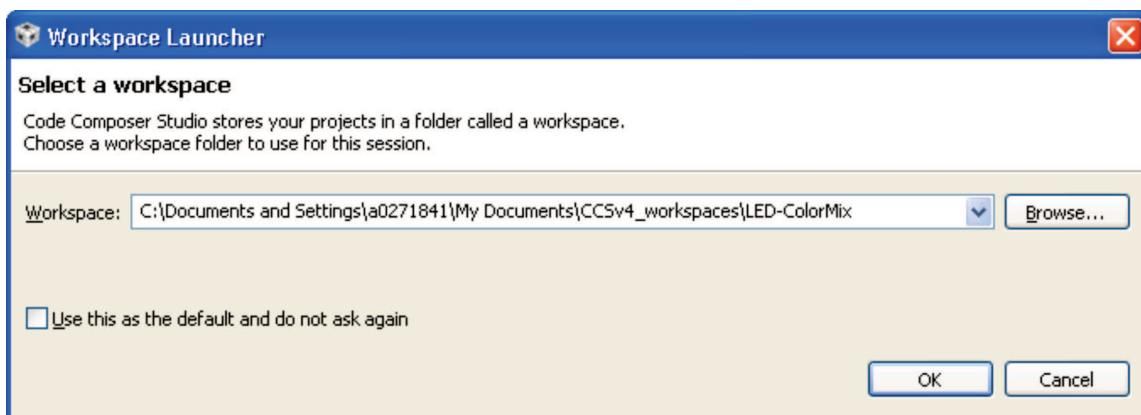 Workspace Launcher
Select a workspace
Code Composer Studio stores your projects in a folder called a workspace.
Choose a workspace folder to use for this session.
Workspace: C:\Documents and Settings\a0271841\My Documents\CCSv4_workspaces\LED-ColorMix Browse...
Use this as the default and do not ask again
OK Cancel